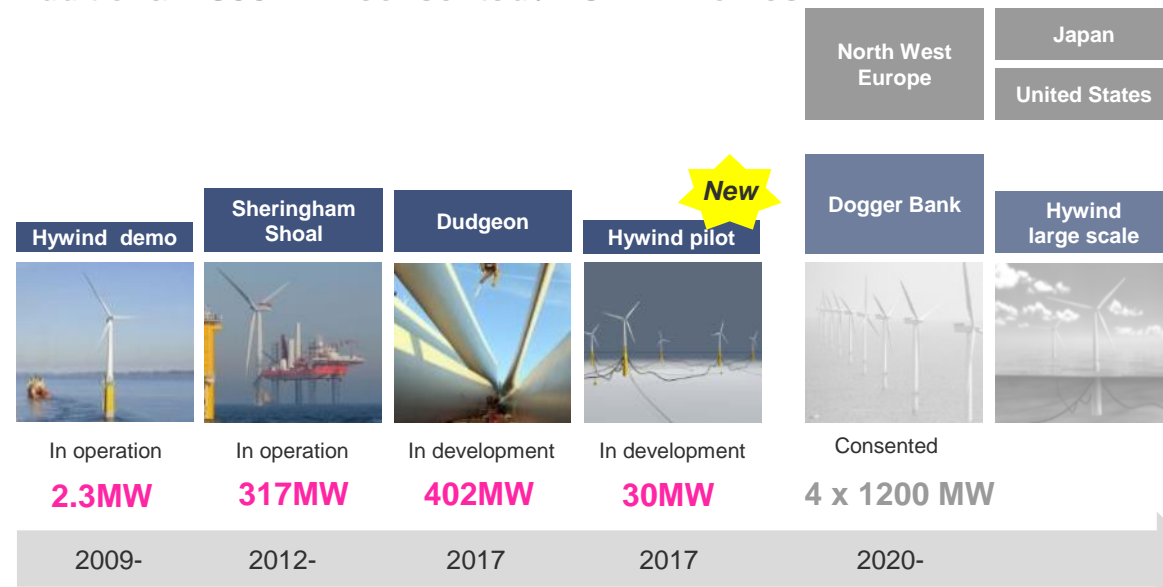 North West
Europe
Japan
United States
New
Hywind demo
Sheringham
Shoal
Dudgeon
Hywind pilot
Dogger Bank
Hywind
large scale
In operation
In operation
In development
In development
Consented
2.3MW
317MW
402MW
30MW
4 x 1200 MW
2009-
2012-
2017
2017
2020-